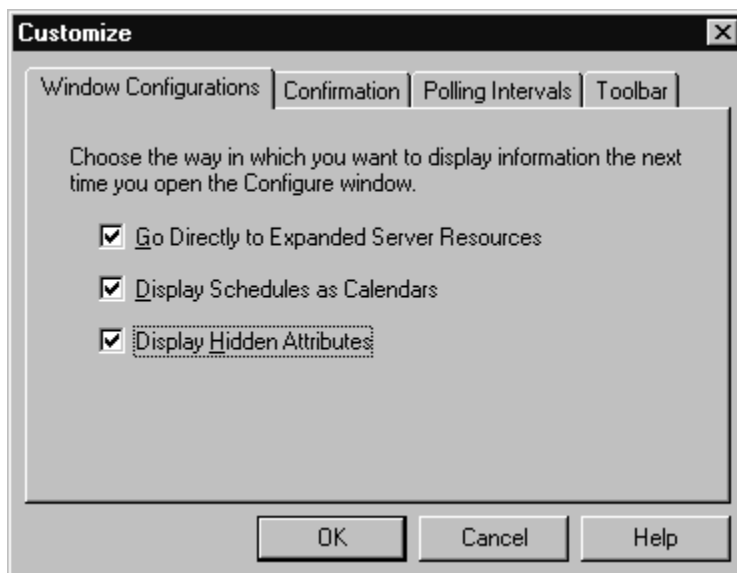 Customize
Window Configurations Confirmation Polling Intervals Toolbar
Choose the way in which you want to display information the next
time you open the Configure window.
Go Directly to Expanded Server Resources
Display Schedules as Calendars
Display Hidden Attributes
OK Cancel Help